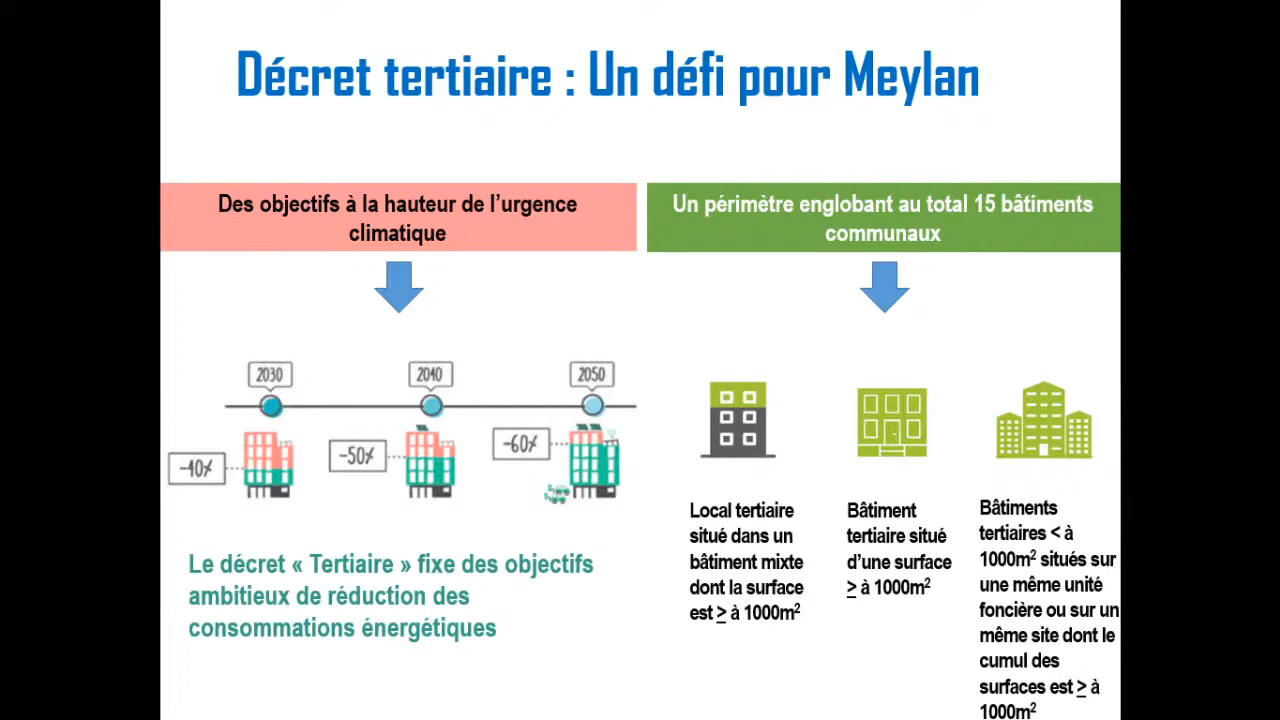 Décret tertiaire : Un défi pour Meylan
Des objectifs à la hauteur de l’urgence
climatique
2030
2040
2050
-40%
-50%
-60%
Le décret « Tertiaire » fixe des objectifs
ambitieux de réduction des
consommations énergétiques
Un périmètre englobant au total 15 bâtiments
communaux
Local tertiaire
situé dans un
bâtiment mixte
dont la surface
est ≥ à 1000m²
Bâtiment
tertiaire situé
d’une surface
≥ à 1000m²
Bâtiments
tertiaires < à
1000m² situés sur
une même unité
foncière ou sur un
même site dont le
cumul des
surfaces est ≥ à
1000m²